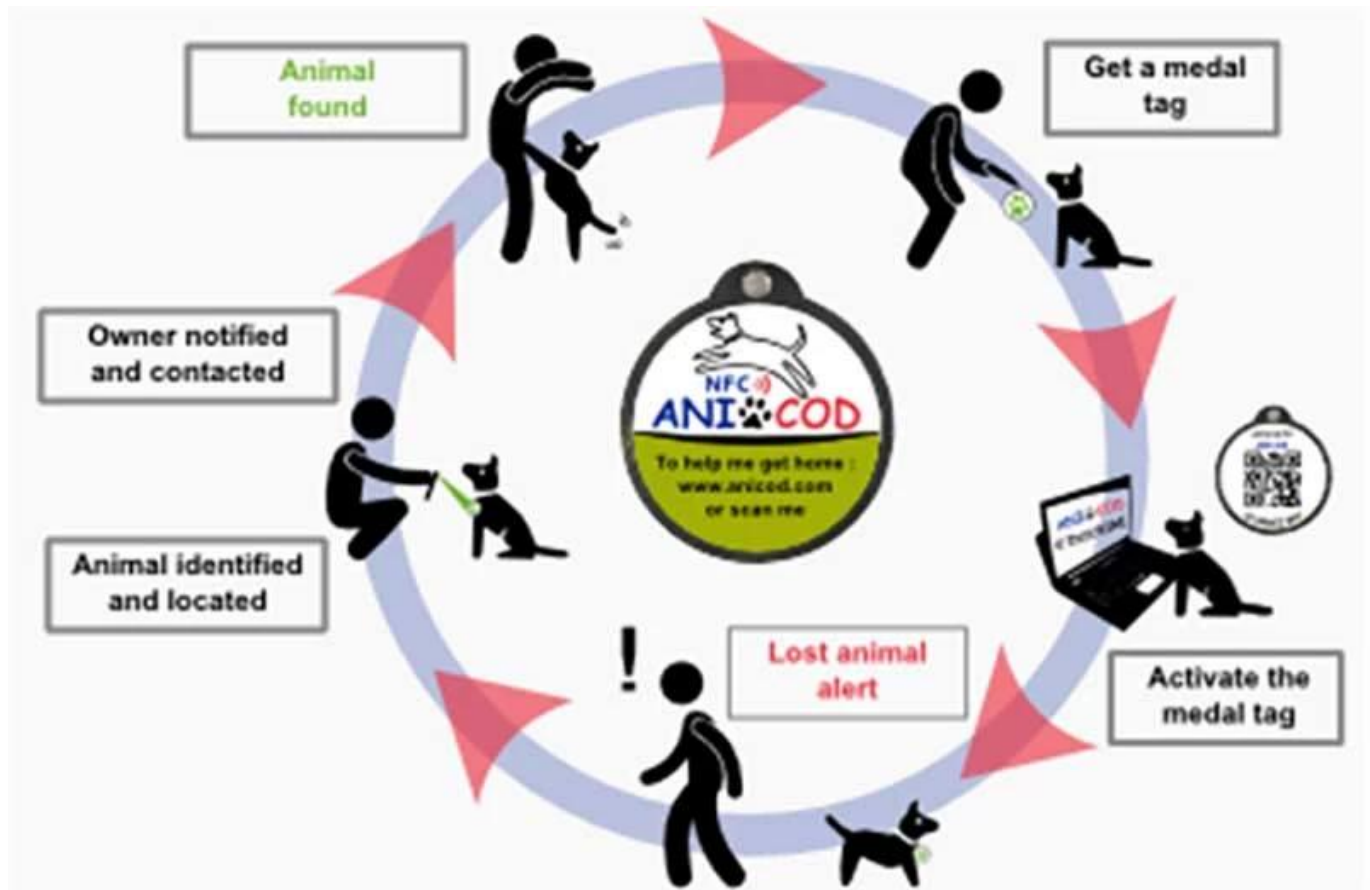 Animal
found
Get a medal
tag
Owner notified
and contacted
NFC
ANI COD
To help me get home :
www.anicod.com
or scan me
Animal identified
and located
!
Lost animal
alert
Activate the
medal tag